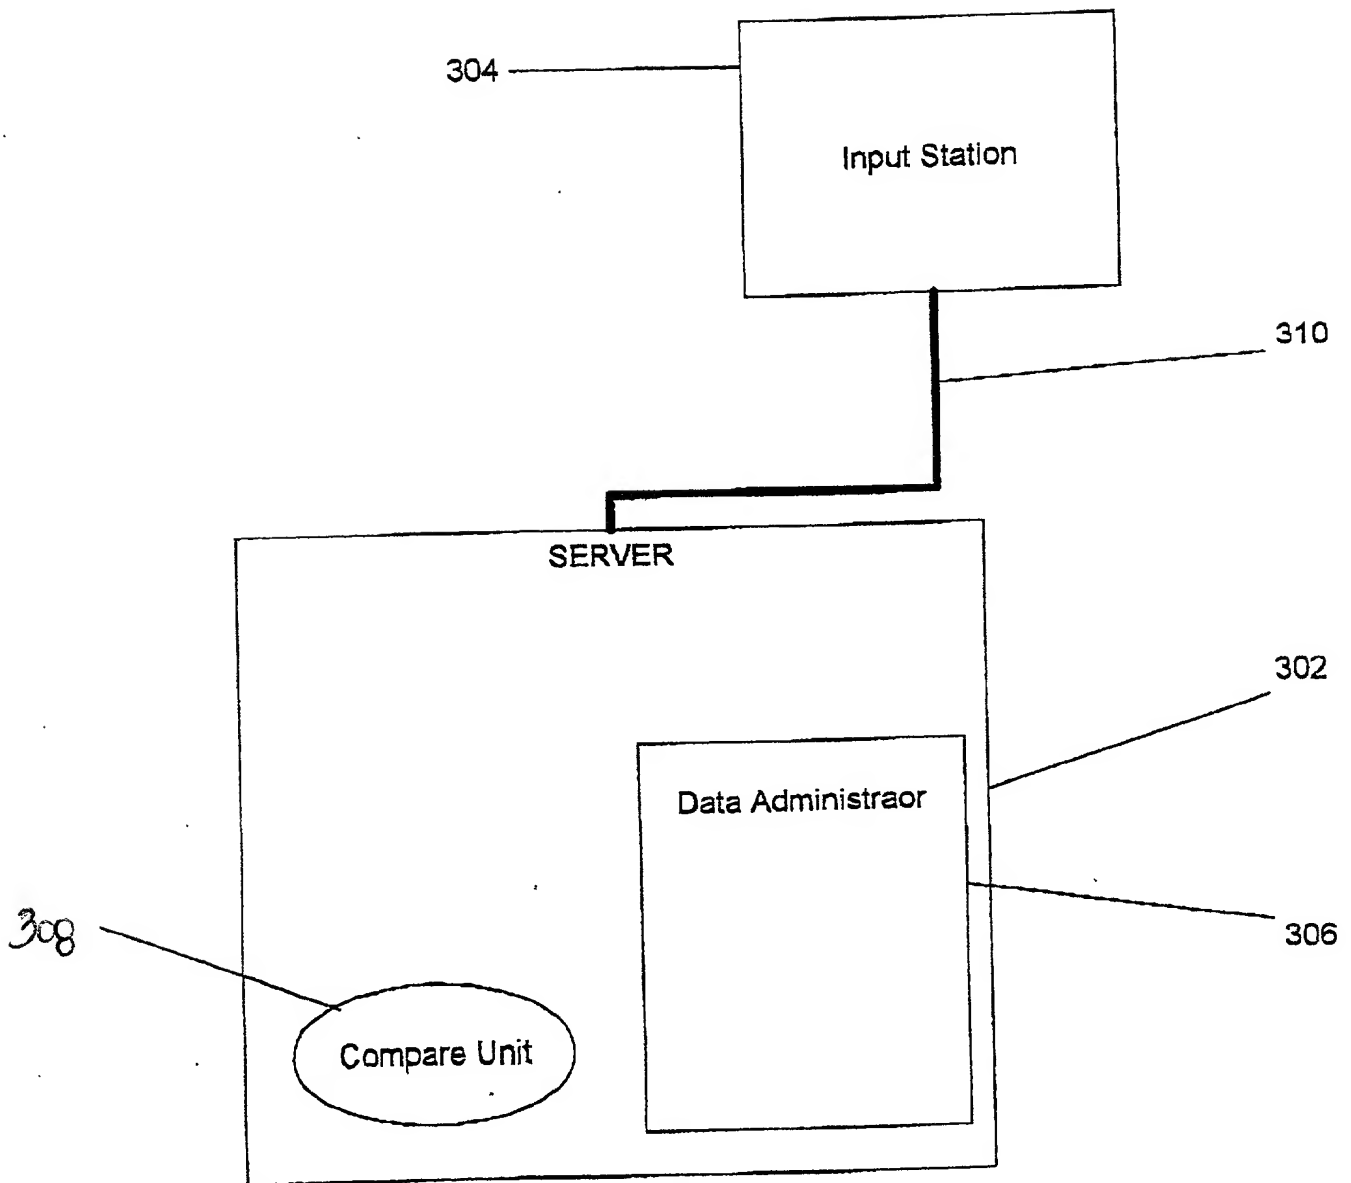 304
Input Station
310
SERVER
302
Data Administraor
308
306
Compare Unit